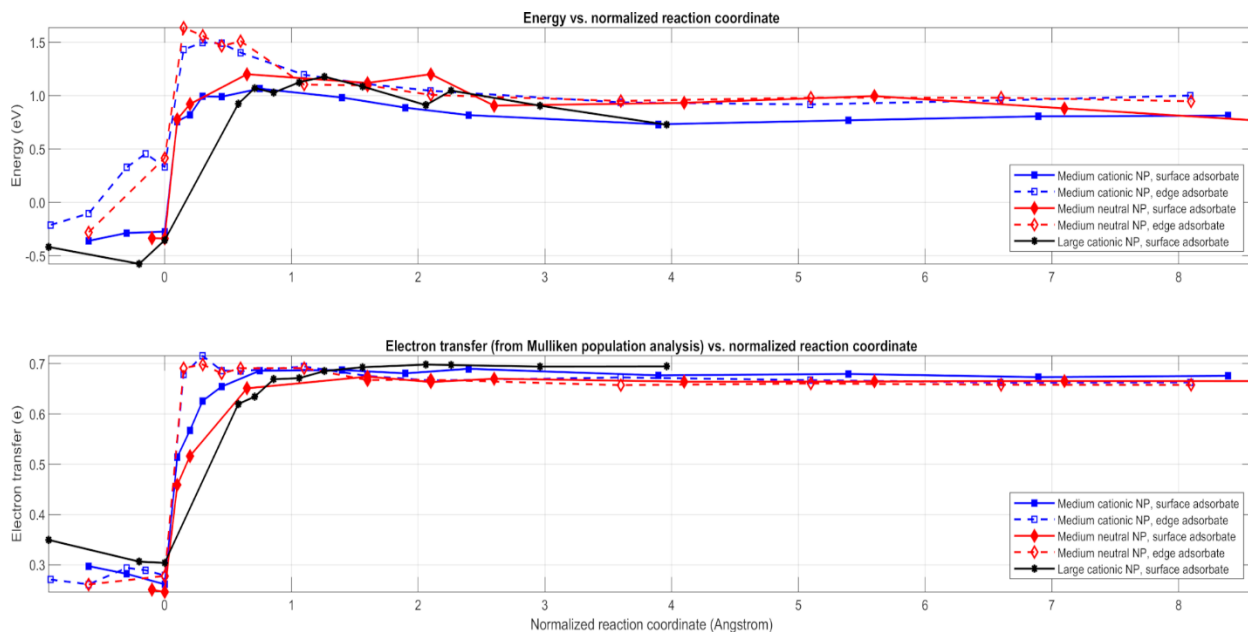 Energy vs. normalized reaction coordinate
Energy (eV)
1.5
1.0
0.5
0.0
-0.5
0 1 2 3 4 5 6 7 8
Medium cationic NP, surface adsorbate
Medium cationic NP, edge adsorbate
Medium neutral NP, surface adsorbate
Medium neutral NP, edge adsorbate
Large cationic NP, surface adsorbate
Electron transfer (from Mulliken population analysis) vs. normalized reaction coordinate
Electron transfer (e)
0.7
0.6
0.5
0.4
0.3
Medium cationic NP, surface adsorbate
Medium cationic NP, edge adsorbate
Medium neutral NP, surface adsorbate
Medium neutral NP, edge adsorbate
Large cationic NP, surface adsorbate
0 1 2 3 4 5 6 7 8
Normalized reaction coordinate (Angstrom)